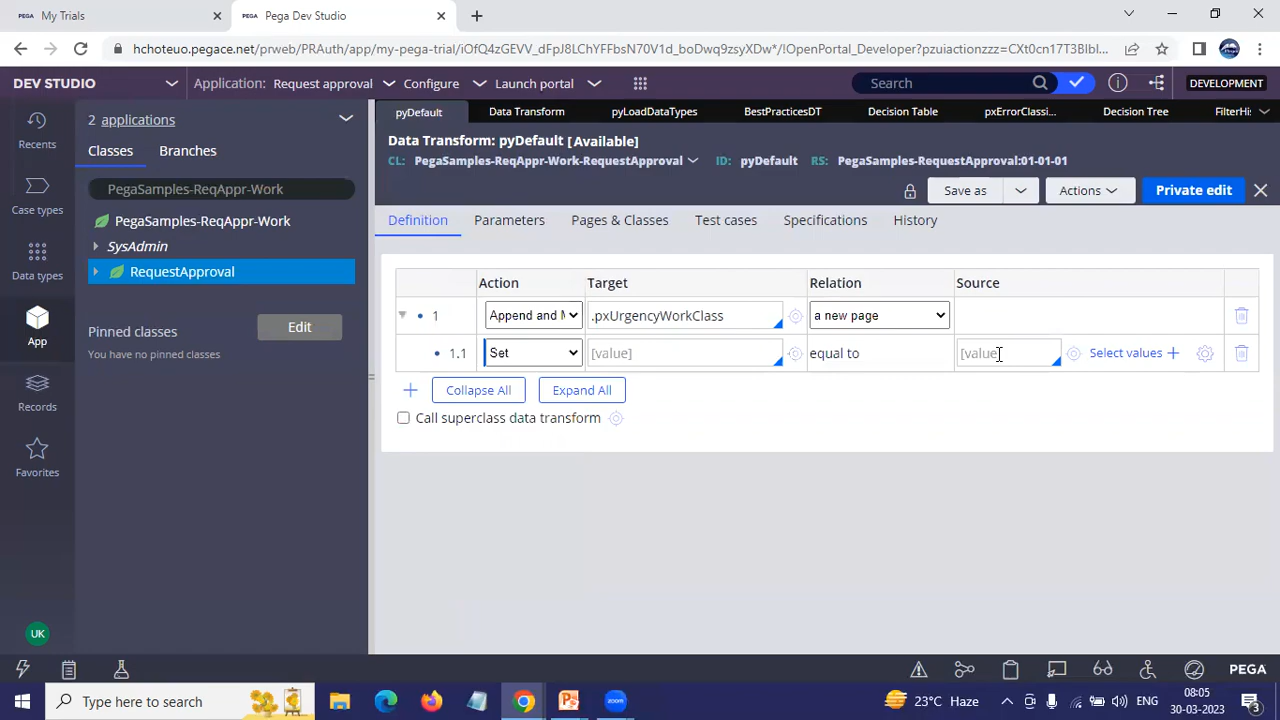 PEGA My Trials
PEGA Pega Dev Studio
hchoteuo.pegace.net/prweb/PRAuth/app/my-pega-trial/iOfQ4zGEVV_dFpJ8LChYFFbsN70V1d_boDwq9zsyXDw*/!OpenPortal_Developer?pzuiactionzzz=CXt0cn17T3BIbl...
DEV STUDIO
Application: Request approval
Configure
Launch portal
Search
DEVELOPMENT
Recents
Case types
Data types
App
Records
Favorites
UK
2 applications
Classes
Branches
PegaSamples-ReqAppr-Work
PegaSamples-ReqAppr-Work
SysAdmin
RequestApproval
Pinned classes
Edit
You have no pinned classes
pyDefault
Data Transform
pyLoadDataTypes
BestPracticesDT
Decision Table
pxErrorClassi...
Decision Tree
FilterHi
Data Transform: pyDefault [Available]
CL: PegaSamples-ReqAppr-Work-RequestApproval
ID: pyDefault
RS: PegaSamples-RequestApproval:01-01-01
Save as
Actions
Private edit
Definition
Parameters
Pages & Classes
Test cases
Specifications
History
Action
Target
Relation
Source
1
Append and M
.pxUrgencyWorkClass
a new page
1.1
Set
[value]
equal to
[value
Select values
Collapse All
Expand All
Call superclass data transform
PEGA
Type here to search
23°C Haze
ENG
08:05
30-03-2023
3